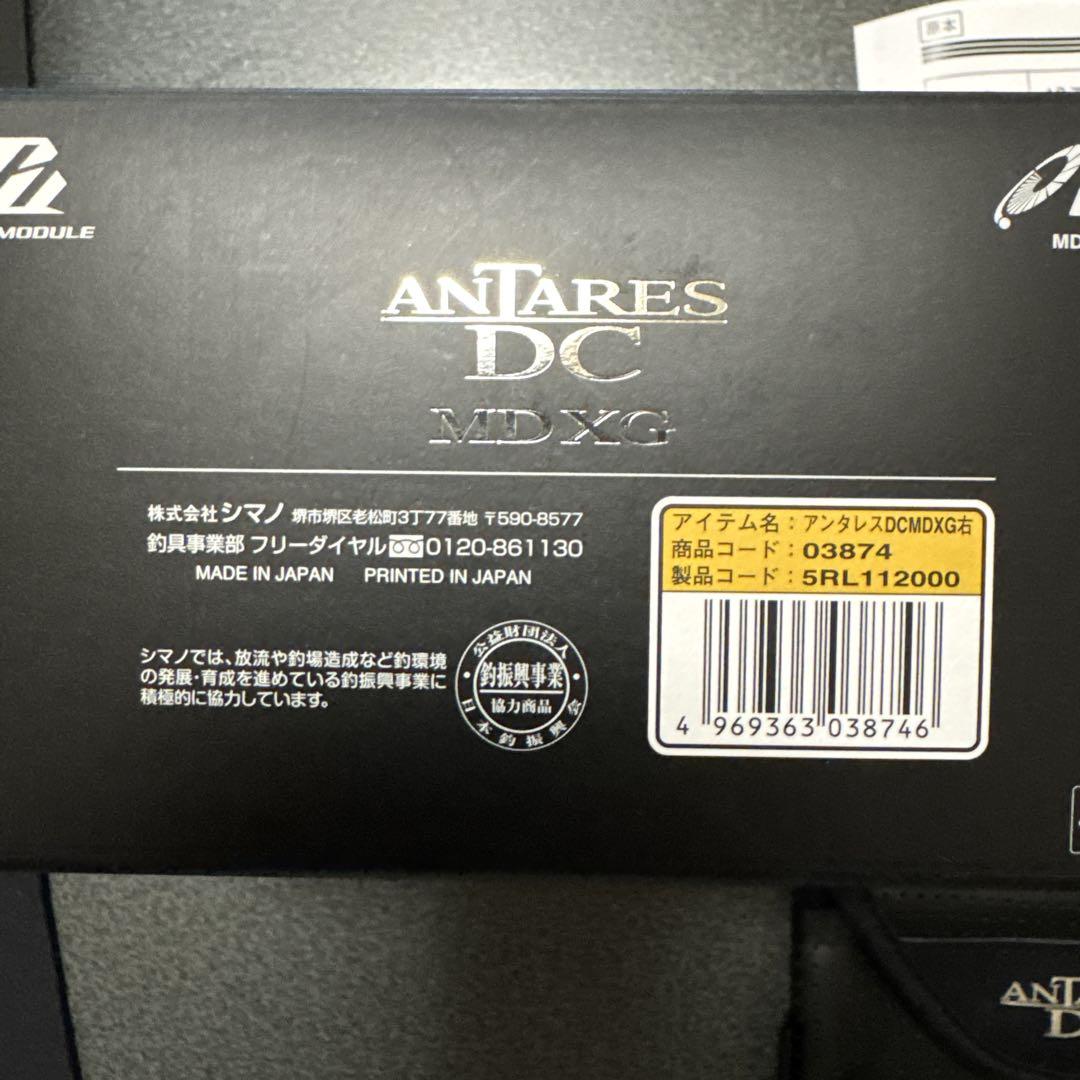 原本
MODULE
MD
ANTARES
DC
MD XG
株式会社シマノ 堺市堺区老松町3丁77番地 〒590-8577
釣具事業部 フリーダイヤル 0120-861130
MADE IN JAPAN PRINTED IN JAPAN
シマノでは、放流や釣場造成など釣環境
の発展・育成を進めている釣振興事業に
積極的に協力しています。
公益財団法人
釣振興事業
協力商品
日本釣振興会
アイテム名：アンタレスDCMDXG右
商品コード：03874
製品コード：5RL112000
4 969363 038746
ANTA
D